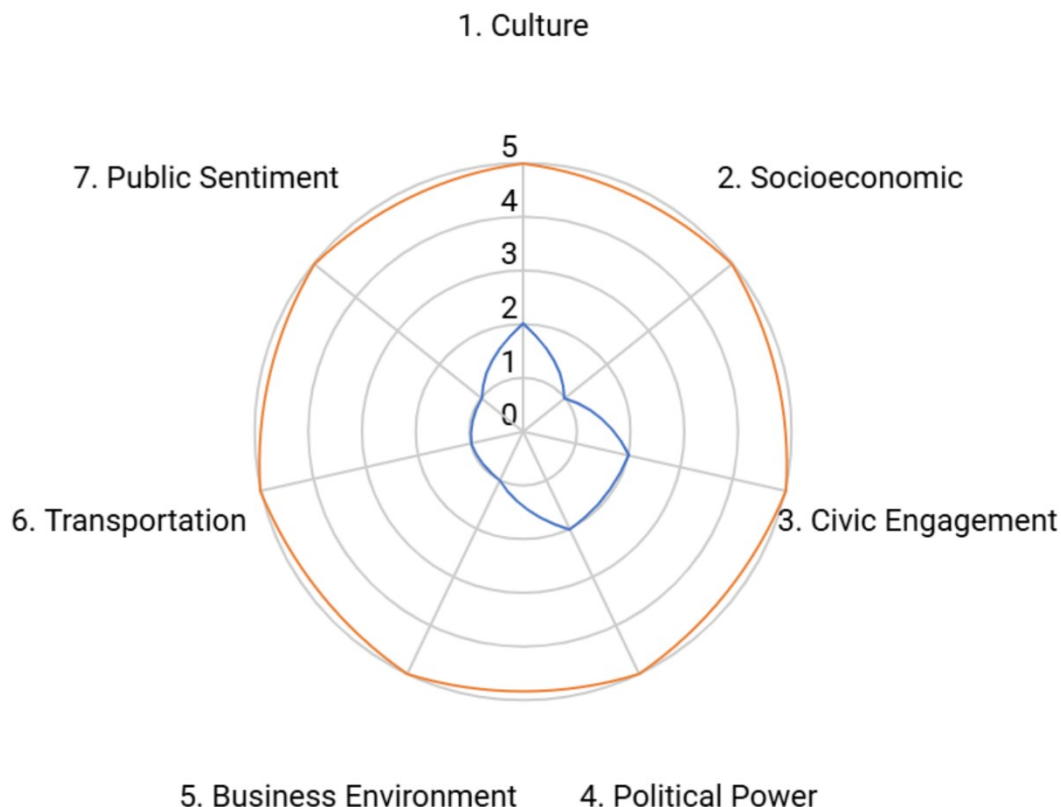 1. Culture
7. Public Sentiment
2. Socioeconomic
5
4
3
2
1
0
6. Transportation
3. Civic Engagement
5. Business Environment
4. Political Power